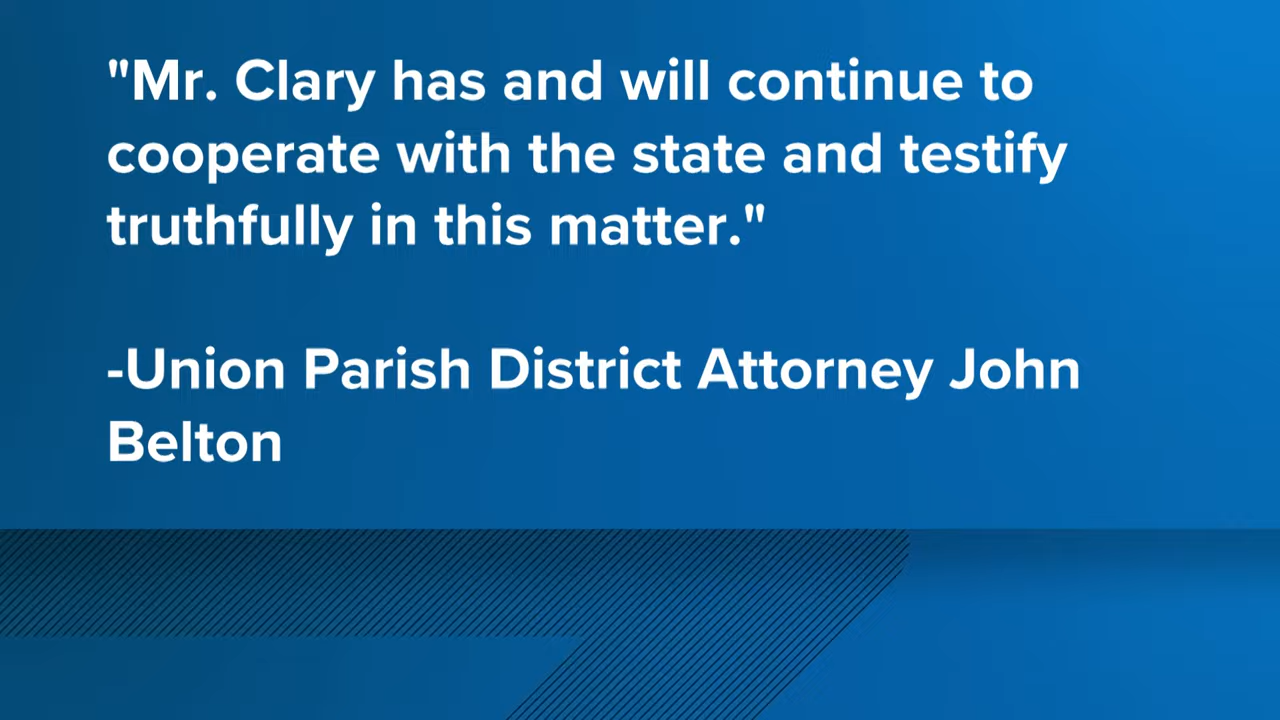 "Mr. Clary has and will continue to
cooperate with the state and testify
truthfully in this matter."
-Union Parish District Attorney John
Belton